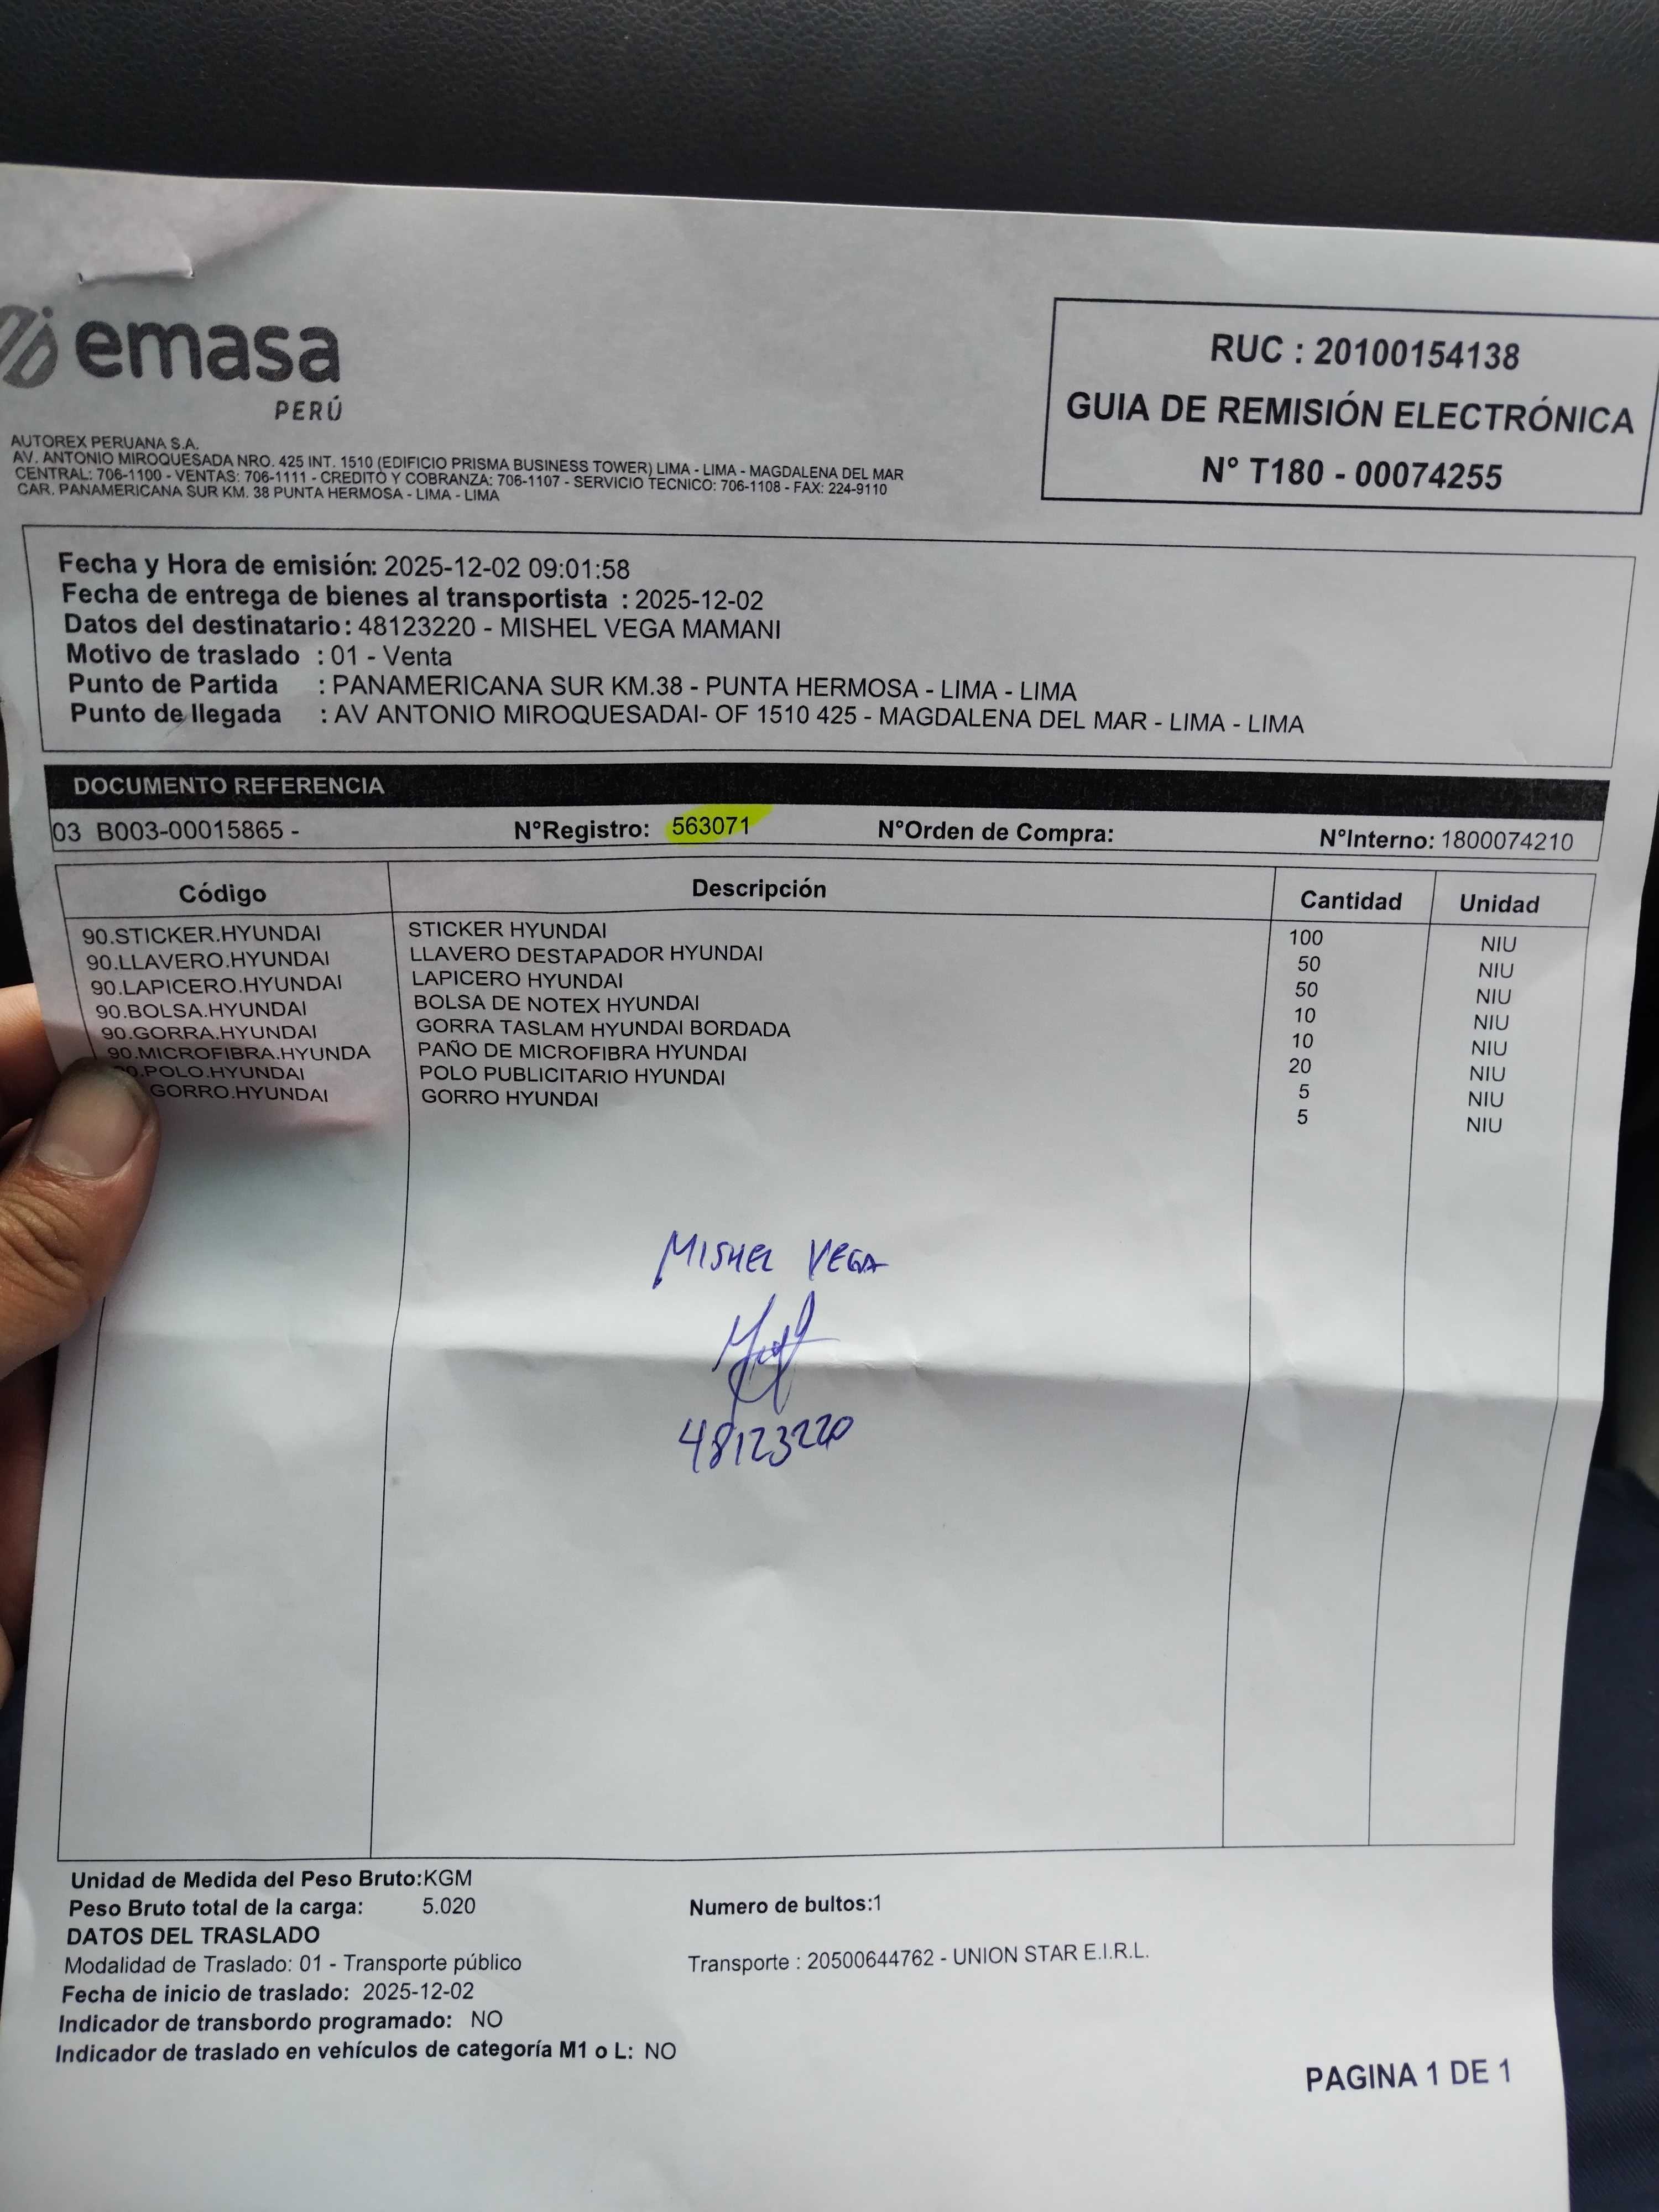 emasa
PERÚ
AUTOREX PERUANA S.A.
AV. ANTONIO MIROQUESADA NRO. 425 INT. 1510 (EDIFICIO PRISMA BUSINESS TOWER) LIMA - LIMA - MAGDALENA DEL MAR
CENTRAL: 706-1100 - VENTAS: 706-1111 - CREDITO Y COBRANZA: 706-1107 - SERVICIO TECNICO: 706-1108 - FAX: 224-9110
CAR. PANAMERICANA SUR KM. 38 PUNTA HERMOSA - LIMA - LIMA
RUC : 20100154138
GUIA DE REMISIÓN ELECTRÓNICA
N° T180 - 00074255
Fecha y Hora de emisión: 2025-12-02 09:01:58
Fecha de entrega de bienes al transportista : 2025-12-02
Datos del destinatario: 48123220 - MISHEL VEGA MAMANI
Motivo de traslado : 01 - Venta
Punto de Partida : PANAMERICANA SUR KM.38 - PUNTA HERMOSA - LIMA - LIMA
Punto de llegada : AV ANTONIO MIROQUESADAI- OF 1510 425 - MAGDALENA DEL MAR - LIMA - LIMA
DOCUMENTO REFERENCIA
03 B003-00015865 - N°Registro: 563071 N°Orden de Compra: N°Interno: 1800074210
Código Descripción Cantidad Unidad
90.STICKER.HYUNDAI STICKER HYUNDAI 100 NIU
90.LLAVERO.HYUNDAI LLAVERO DESTAPADOR HYUNDAI 50 NIU
90.LAPICERO.HYUNDAI LAPICERO HYUNDAI 50 NIU
90.BOLSA.HYUNDAI BOLSA DE NOTEX HYUNDAI 10 NIU
90.GORRA.HYUNDAI GORRA TASLAM HYUNDAI BORDADA 10 NIU
90.MICROFIBRA.HYUNDA PAÑO DE MICROFIBRA HYUNDAI 20 NIU
90.POLO.HYUNDAI POLO PUBLICITARIO HYUNDAI 5 NIU
GORRO.HYUNDAI GORRO HYUNDAI 5 NIU
MISHEL VEGA
48123220
Unidad de Medida del Peso Bruto:KGM
Peso Bruto total de la carga: 5.020 Numero de bultos:1
DATOS DEL TRASLADO
Modalidad de Traslado: 01 - Transporte público Transporte : 20500644762 - UNION STAR E.I.R.L.
Fecha de inicio de traslado: 2025-12-02
Indicador de transbordo programado: NO
Indicador de traslado en vehículos de categoría M1 o L: NO
PAGINA 1 DE 1